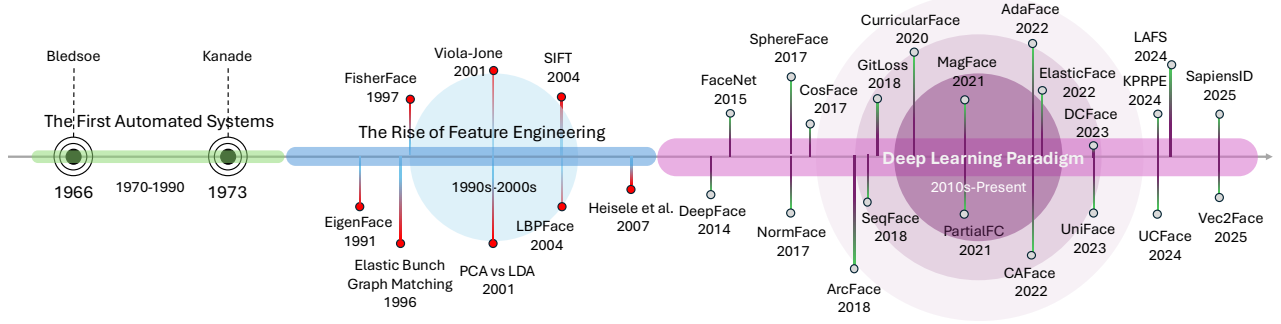 Bledsoe
Kanade
The First Automated Systems
1966
1970-1990
1973
Viola-Jone
2001
SIFT
2004
FisherFace
1997
The Rise of Feature Engineering
1990s-2000s
EigenFace
1991
Elastic Bunch
Graph Matching
1996
PCA vs LDA
2001
LBPFace
2004
Heisele et al.
2007
AdaFace
2022
CurricularFace
2020
SphereFace
2017
GitLoss
2018
MagFace
2021
ElasticFace
2022
LAFS
2024
KPRPE
2024
SapiensID
2025
FaceNet
2015
CosFace
2017
DCFace
2023
Deep Learning Paradigm
2010s-Present
DeepFace
2014
NormFace
2017
ArcFace
2018
SeqFace
2018
PartialFC
2021
CAFace
2022
UniFace
2023
UCFace
2024
Vec2Face
2025